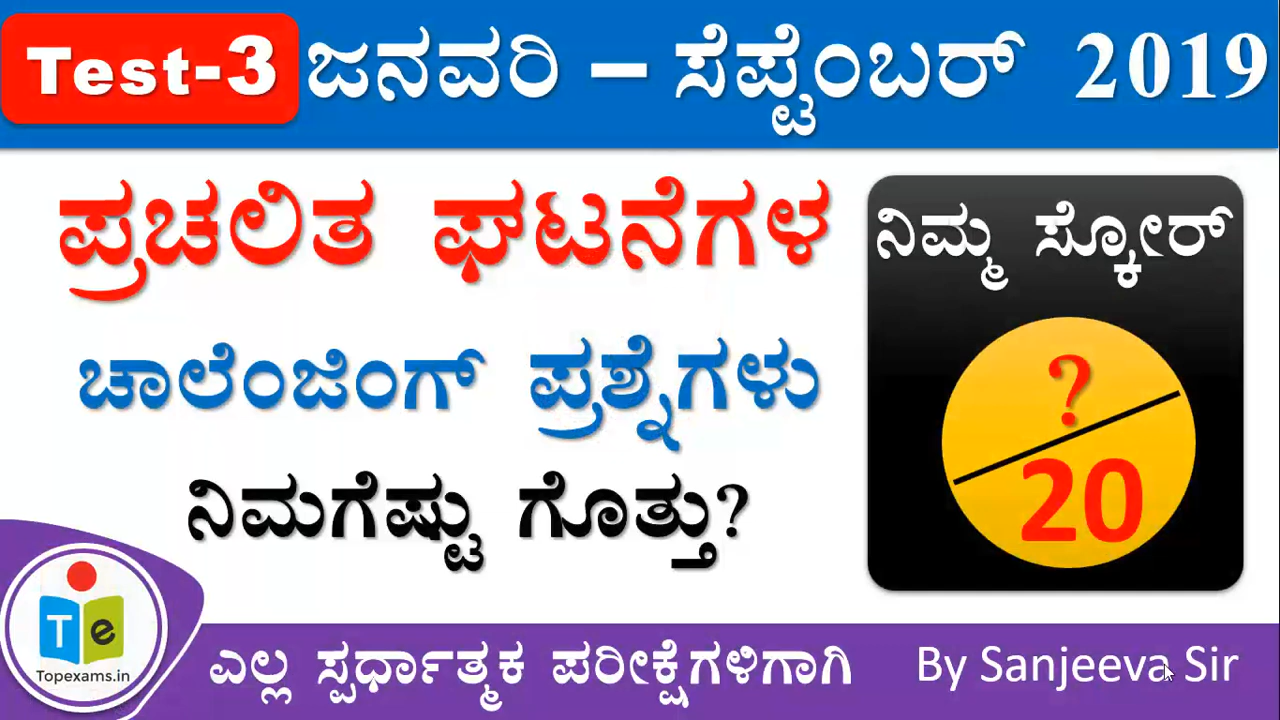 Test-3 ಜನವರಿ – ಸೆಪ್ಟೆಂಬರ್ 2019
ಪ್ರಚಲಿತ ಘಟನೆಗಳ
ಚಾಲೆಂಜಿಂಗ್ ಪ್ರಶ್ನೆಗಳು
ನಿಮಗೆಷ್ಟು ಗೊತ್ತು?
ನಿಮ್ಮ ಸ್ಕೋರ್
?
20
Te
Topexams.in
ಎಲ್ಲ ಸ್ಪರ್ಧಾತ್ಮಕ ಪರೀಕ್ಷೆಗಳಿಗಾಗಿ By Sanjeeva Sir